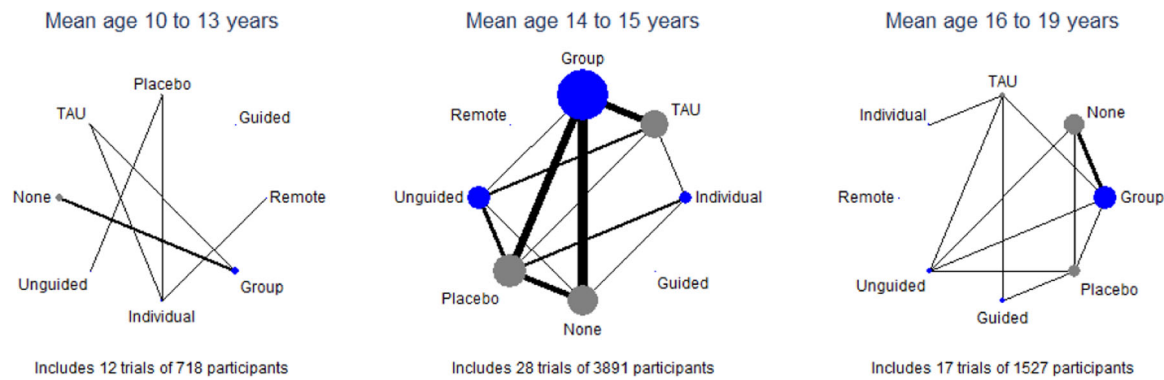 Mean age 10 to 13 years
Placebo
TAU
Guided
None
Remote
Unguided
Group
Individual
Includes 12 trials of 718 participants
Mean age 14 to 15 years
Group
Remote
TAU
Unguided
Individual
Placebo
Guided
None
Includes 28 trials of 3891 participants
Mean age 16 to 19 years
TAU
Individual
None
Remote
Group
Unguided
Placebo
Guided
Includes 17 trials of 1527 participants